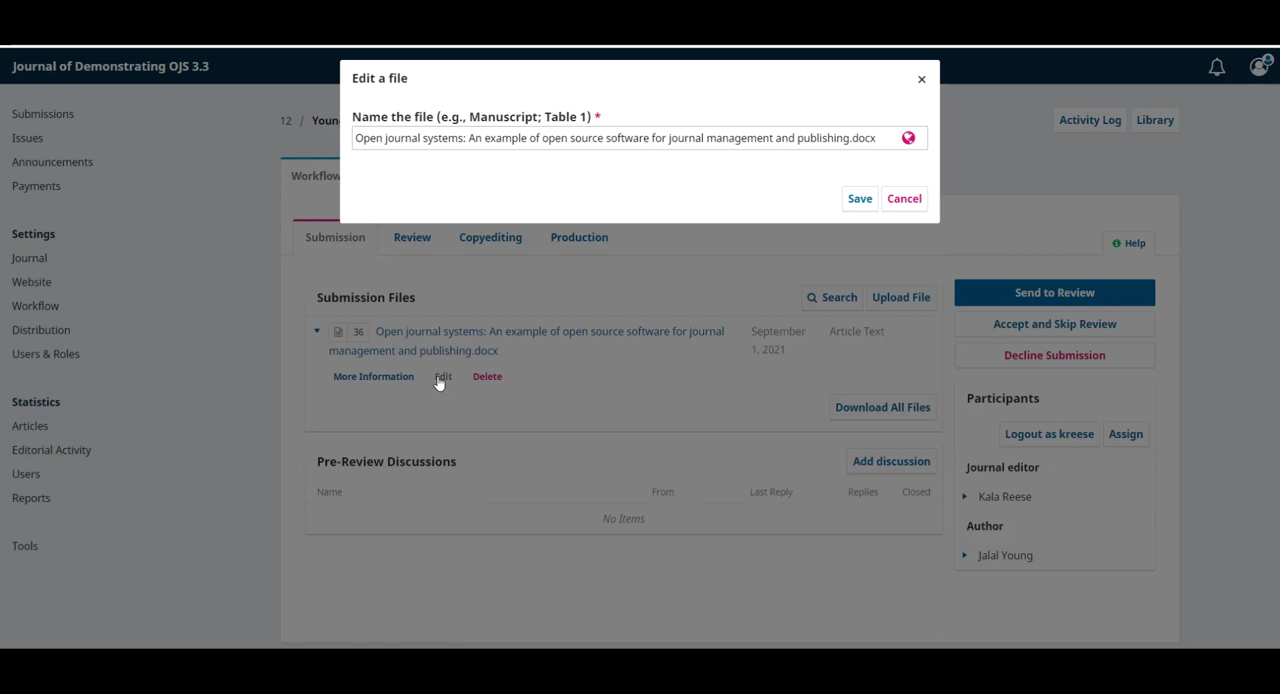 Journal of Demonstrating OJS 3.3
Edit a file
Name the file (e.g., Manuscript; Table 1) *
Open journal systems: An example of open source software for journal management and publishing.docx
Save
Cancel
Submissions
Issues
Announcements
Payments
Settings
Journal
Website
Workflow
Distribution
Users & Roles
Statistics
Articles
Editorial Activity
Users
Reports
Tools
12 / Youn
Activity Log
Library
Workflow
Submission
Review
Copyediting
Production
Help
Submission Files
Search
Upload File
36 Open journal systems: An example of open source software for journal
management and publishing.docx
September
1, 2021
Article Text
More Information
Edit
Delete
Download All Files
Pre-Review Discussions
Add discussion
Name
From
Last Reply
Replies
Closed
No Items
Send to Review
Accept and Skip Review
Decline Submission
Participants
Logout as kreese
Assign
Journal editor
Kala Reese
Author
Jalal Young